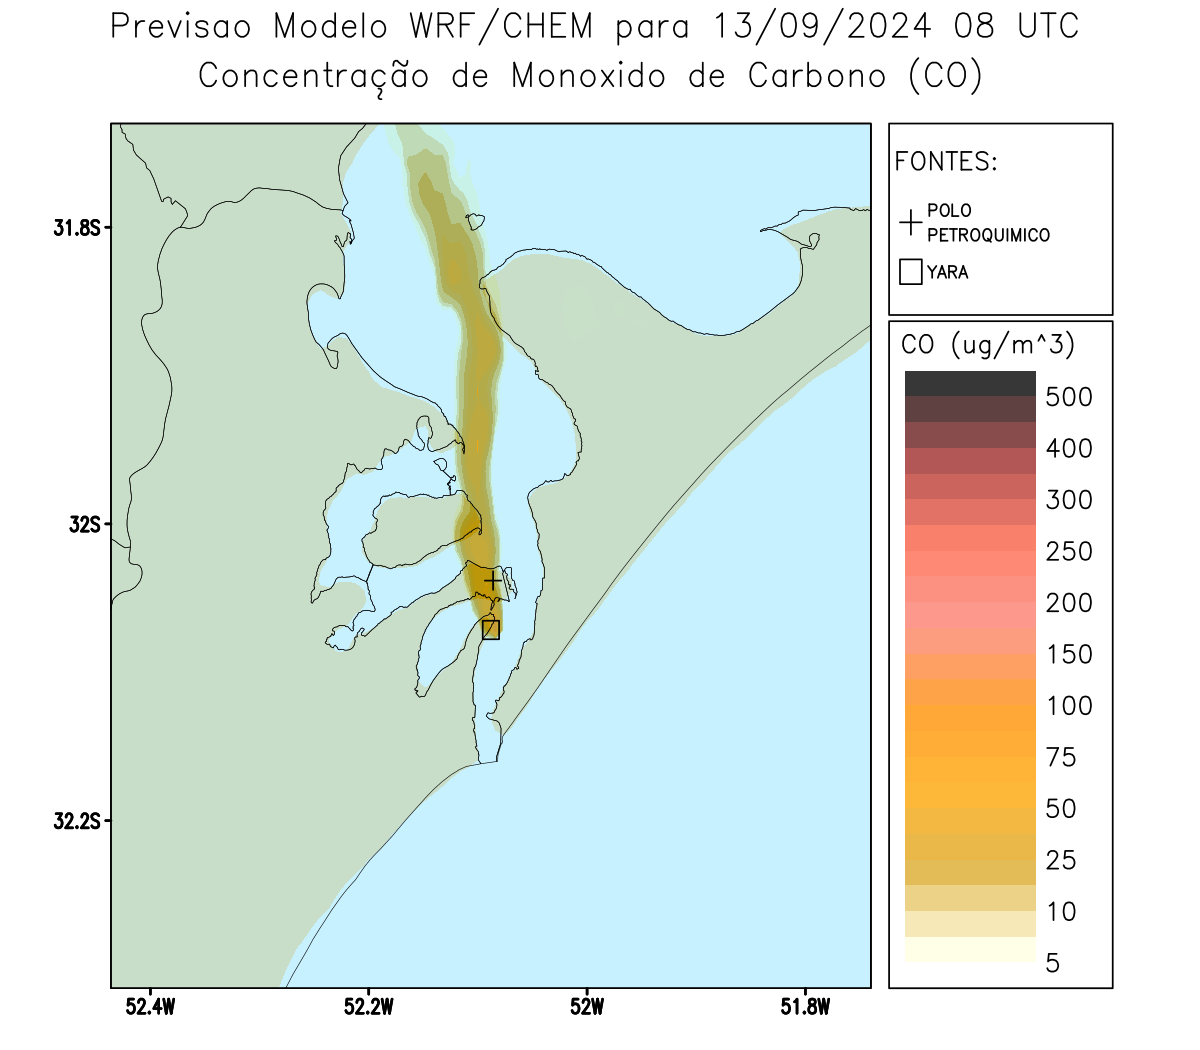 Previsao Modelo WRF/CHEM para 13/09/2024 08 UTC
Concentração de Monoxido de Carbono (CO)
FONTES:
POLO
PETROQUIMICO
YARA
CO (ug/m^3)
500
400
300
250
200
150
100
75
50
25
10
5
31.8S
32S
32.2S
52.4W
52.2W
52W
51.8W